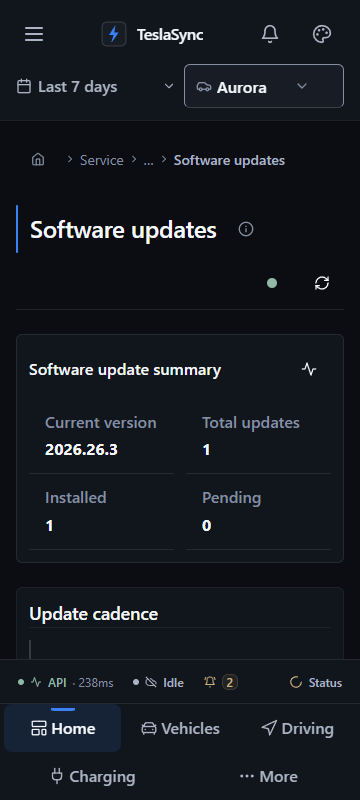 TeslaSync
Last 7 days
Aurora
Service ... Software updates
Software updates
Software update summary
Current version
2026.26.3
Total updates
1
Installed
1
Pending
0
Update cadence
API · 238ms Idle 2 Status
Home Vehicles Driving
Charging More